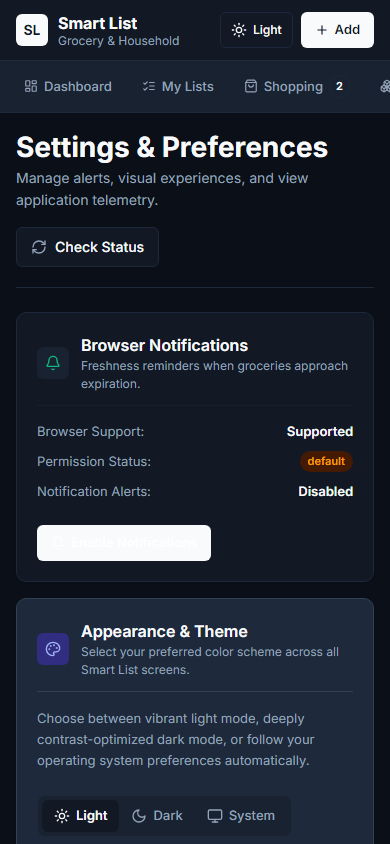 SL
Smart List
Grocery & Household
Light
Add
Dashboard
My Lists
Shopping 2
Settings & Preferences
Manage alerts, visual experiences, and view
application telemetry.
Check Status
Browser Notifications
Freshness reminders when groceries approach
expiration.
Browser Support: Supported
Permission Status: default
Notification Alerts: Disabled
Enable Notifications
Appearance & Theme
Select your preferred color scheme across all
Smart List screens.
Choose between vibrant light mode, deeply
contrast-optimized dark mode, or follow your
operating system preferences automatically.
Light Dark System